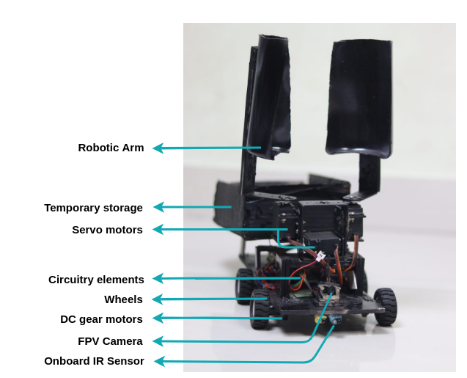 Robotic Arm
Temporary storage
Servo motors
Circuitry elements
Wheels
DC gear motors
FPV Camera
Onboard IR Sensor